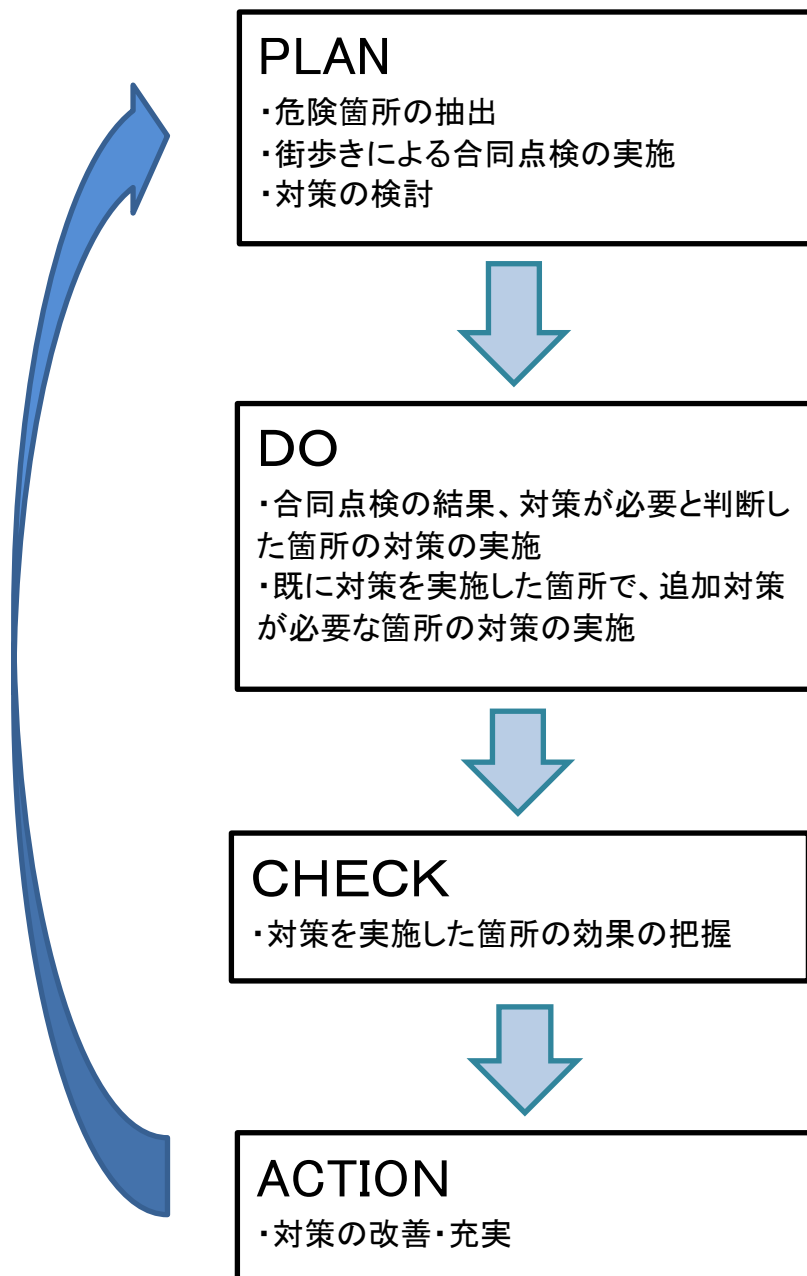 PLAN
・危険箇所の抽出
・街歩きによる合同点検の実施
・対策の検討
DO
・合同点検の結果、対策が必要と判断し
た箇所の対策の実施
・既に対策を実施した箇所で、追加対策
が必要な箇所の対策の実施
CHECK
・対策を実施した箇所の効果の把握
ACTION
・対策の改善・充実